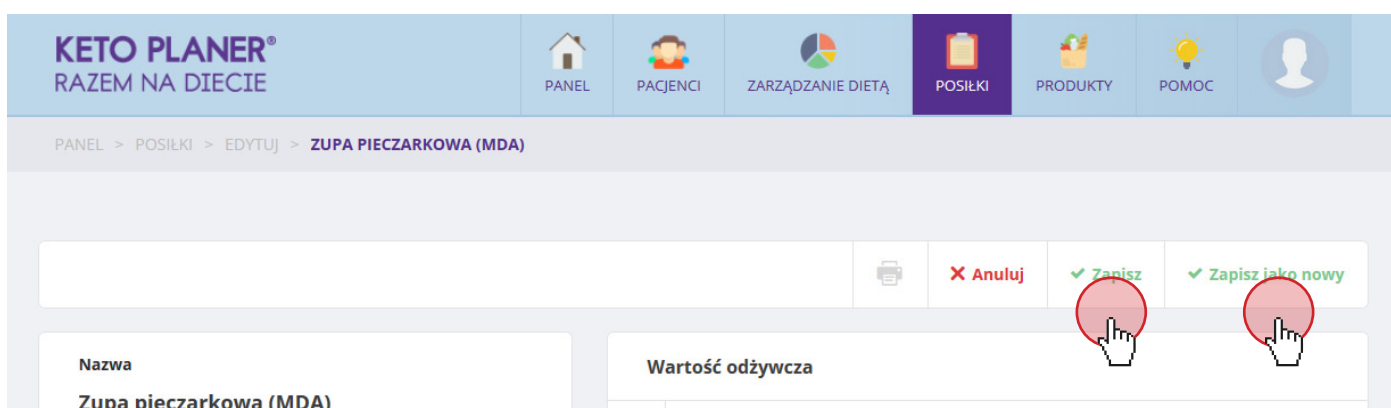 KETO PLANER®
RAZEM NA DIECIE
PANEL
PACJENCI
ZARZĄDZANIE DIETĄ
POSIŁKI
PRODUKTY
POMOC
PANEL > POSIŁKI > EDYTUJ > ZUPA PIECZARKOWA (MDA)
Anuluj
Zapisz
Zapisz jako nowy
Nazwa
Zupa pieczarkowa (MDA)
Wartość odżywcza